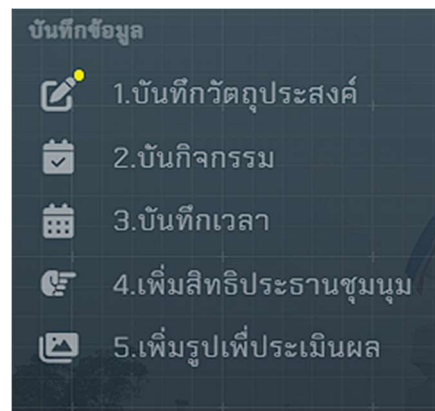 บันทึกข้อมูล
1.บันทึกวัตถุประสงค์
2.บันกิจกรรม
3.บันทึกเวลา
4.เพิ่มสิทธิประธานชุมนุม
5.เพิ่มรูปเพื่ประเมินผล